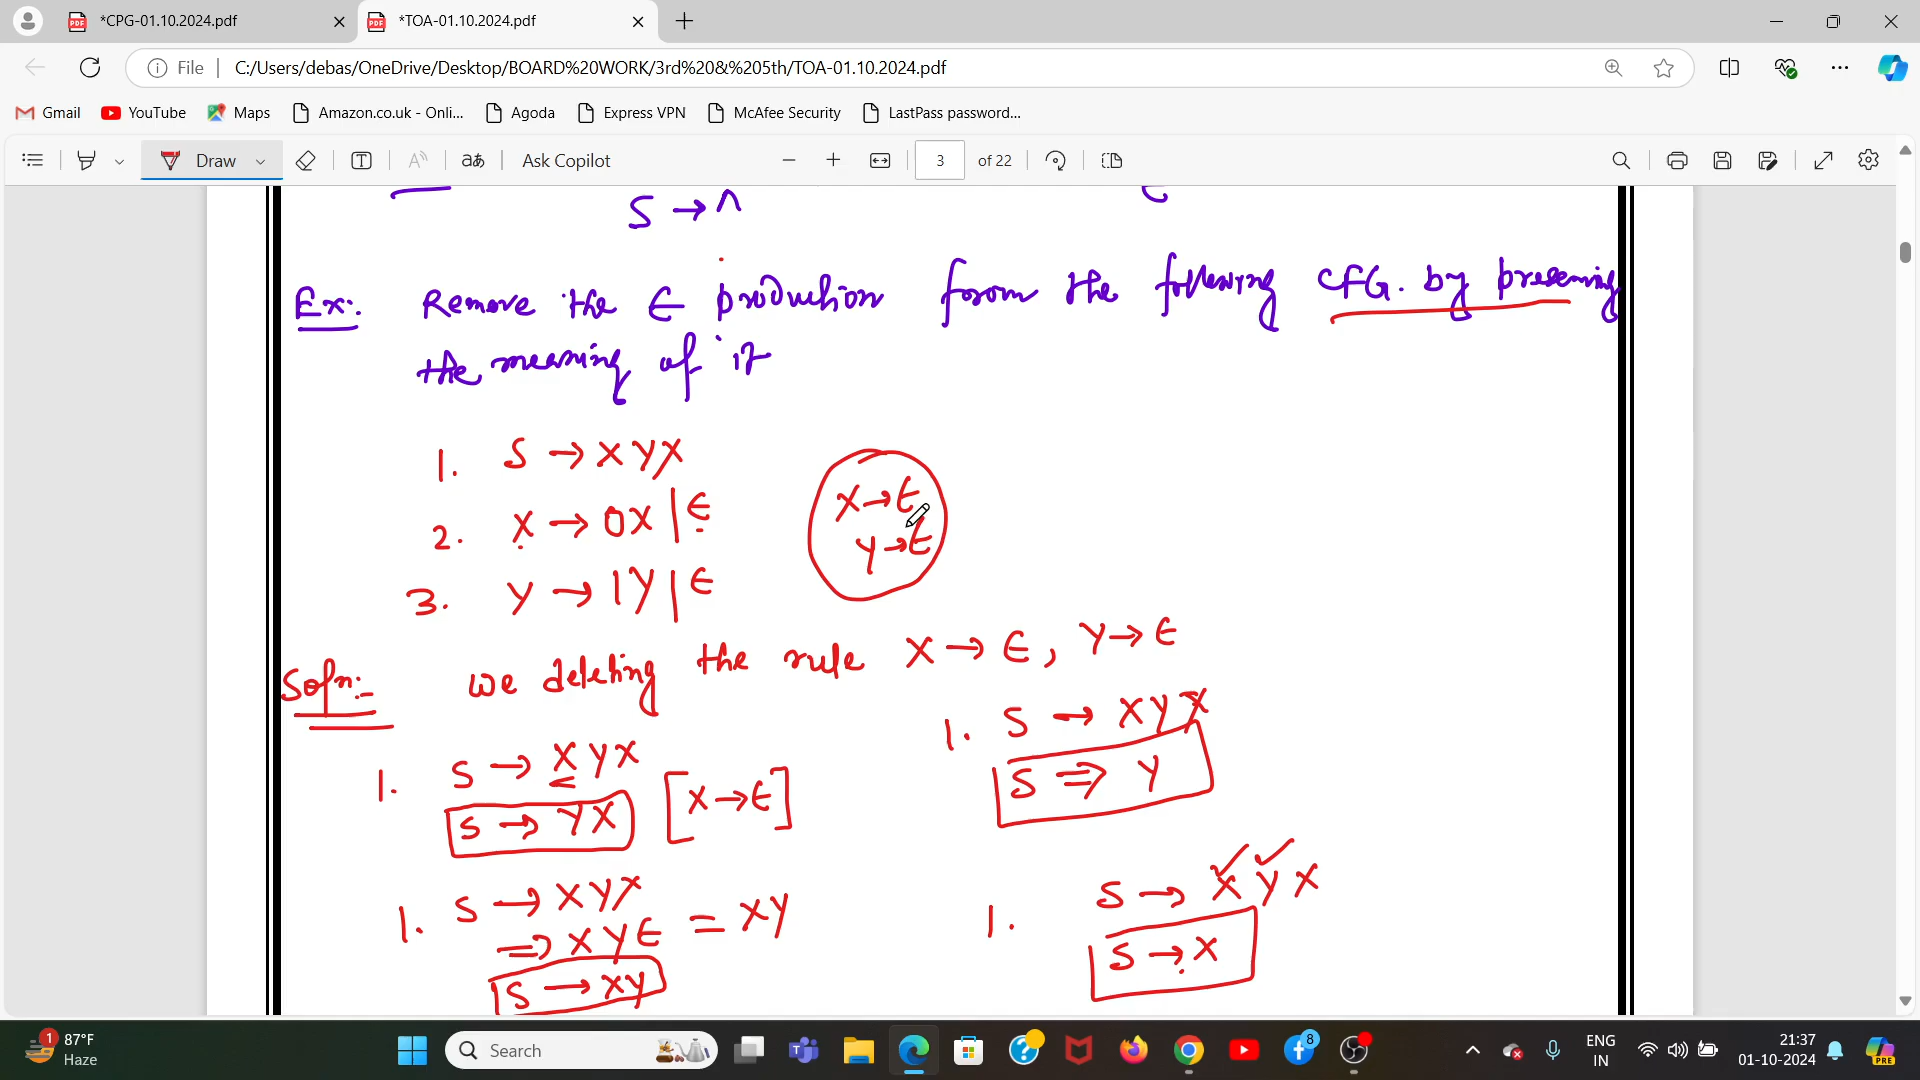 *CPG-01.10.2024.pdf
*TOA-01.10.2024.pdf
File
C:/Users/debas/OneDrive/Desktop/BOARD%20WORK/3rd%20&%205th/TOA-01.10.2024.pdf
Gmail YouTube Maps Amazon.co.uk - Onli... Agoda Express VPN McAfee Security LastPass password...
Draw Ask Copilot 3 of 22
S → ^
Ex: Remove the ∈ production from the following CFG. by preserving
the meaning of it
1. S → XYX
2. X → 0X | ∈
3. Y → 1Y | ∈
X → ∈
Y → ∈
Soln:- we deleting the rule X → ∈, Y → ∈
1. S → XYX
S → YX [X → ∈]
1. S → XYX
⇒ XY∈ = XY
S → XY
1. S → XYX
S ⇒ Y
1. S → XYX
S → X
1 87°F
Haze
Search
8
ENG
IN
21:37
01-10-2024
PRE